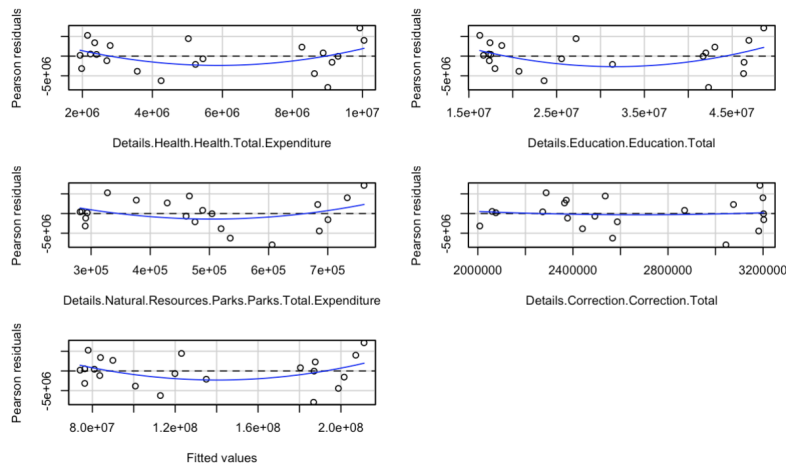 Pearson residuals
-5e+06
2e+06 4e+06 6e+06 8e+06 1e+07
Details.Health.Health.Total.Expenditure
Pearson residuals
-5e+06
1.5e+07 2.5e+07 3.5e+07 4.5e+07
Details.Education.Education.Total
Pearson residuals
-5e+06
3e+05 4e+05 5e+05 6e+05 7e+05
Details.Natural.Resources.Parks.Parks.Total.Expenditure
Pearson residuals
-5e+06
2000000 2400000 2800000 3200000
Details.Correction.Correction.Total
Pearson residuals
-5e+06
8.0e+07 1.2e+08 1.6e+08 2.0e+08
Fitted values